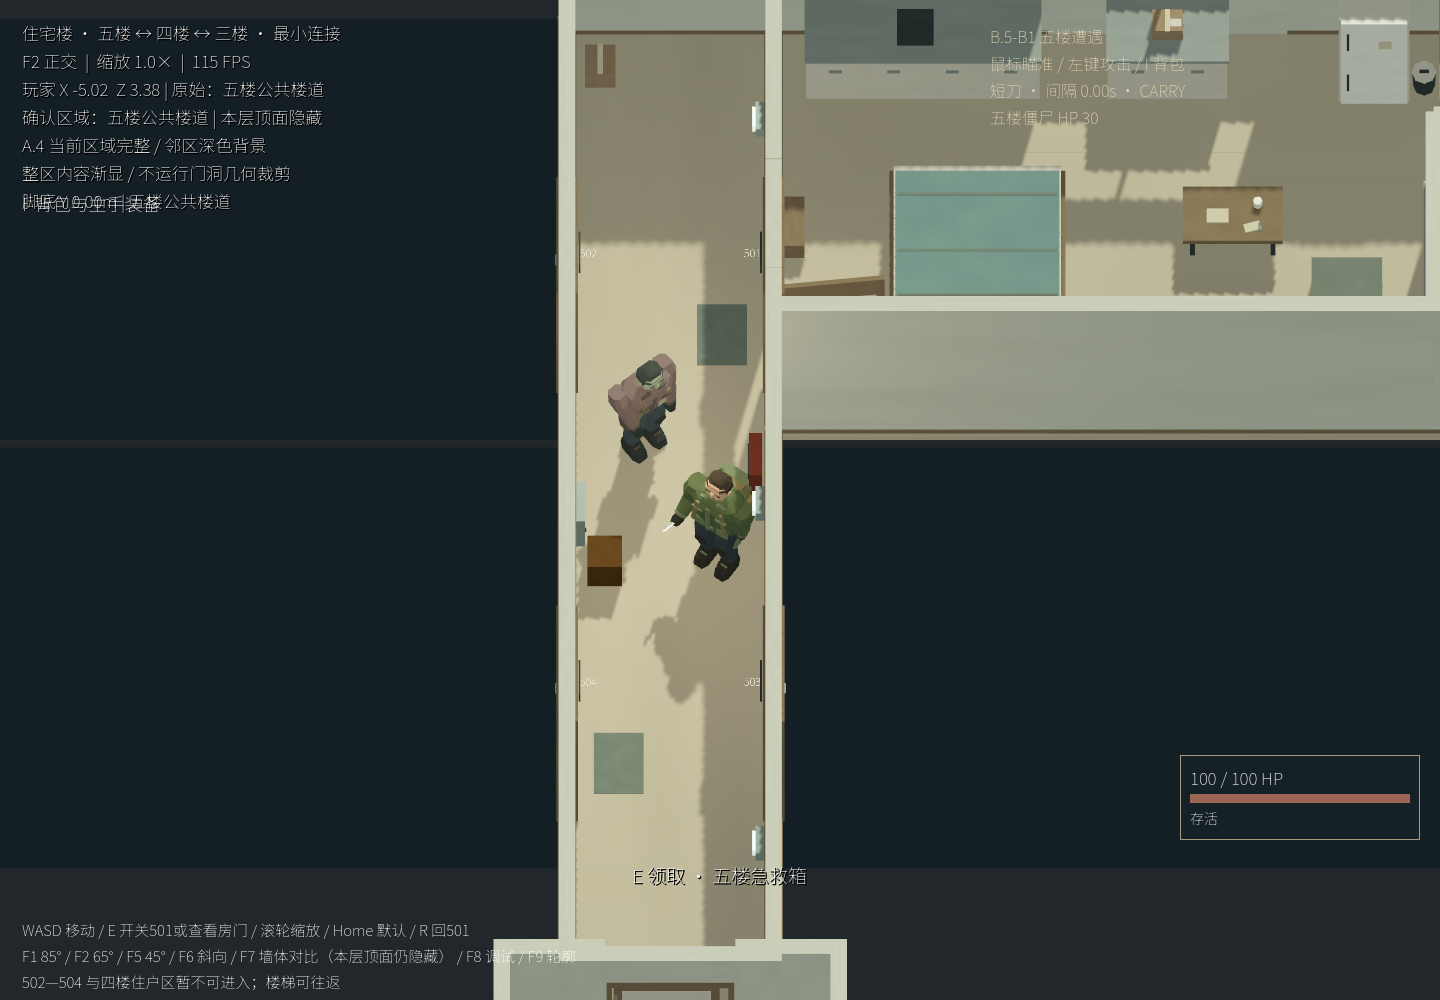 住宅楼 · 五楼 ↔ 四楼 ↔ 三楼 · 最小连接
F2 正交 | 缩放 1.0× | 115 FPS
玩家 X -5.02 Z 3.38 | 原始：五楼公共楼道
确认区域：五楼公共楼道 | 本层顶面隐藏
A.4 当前区域完整 / 邻区深色背景
整区内容渐显 / 不运行门洞几何裁剪
五楼公共楼道
B.5-B1 五楼遭遇
鼠标瞄准 / 左键攻击 / I 背包
短刀 · 间隔 0.00s · CARRY
五楼僵尸 HP 30
502
501
504
503
100 / 100 HP
存活
E 领取 · 五楼急救箱
WASD 移动 / E 开关501或查看房门 / 滚轮缩放 / Home 默认 / R 回501
F1 85° / F2 65° / F5 45° / F6 斜向 / F7 墙体对比（本层顶面仍隐藏） / F8 调试 / F9 轮廓
502—504 与四楼住户区暂不可进入；楼梯可往返